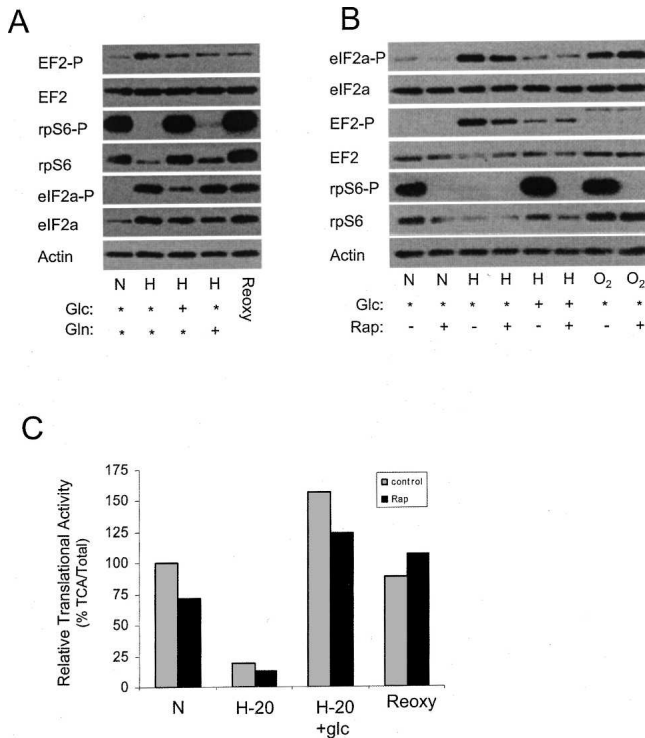 A
EF2-P
EF2
rpS6-P
rpS6
eIF2a-P
eIF2a
Actin
N H H H Reoxy
Glc: * * + *
Gln: * * * +
B
eIF2a-P
eIF2a
EF2-P
EF2
rpS6-P
rpS6
Actin
N N H H H H O2 O2
Glc: * * * * + + * *
Rap: - + - + - + - +
C
Relative Translational Activity
(% TCA/Total)
175
150
125
100
75
50
25
0
control
Rap
N H-20 H-20 Reoxy
+glc